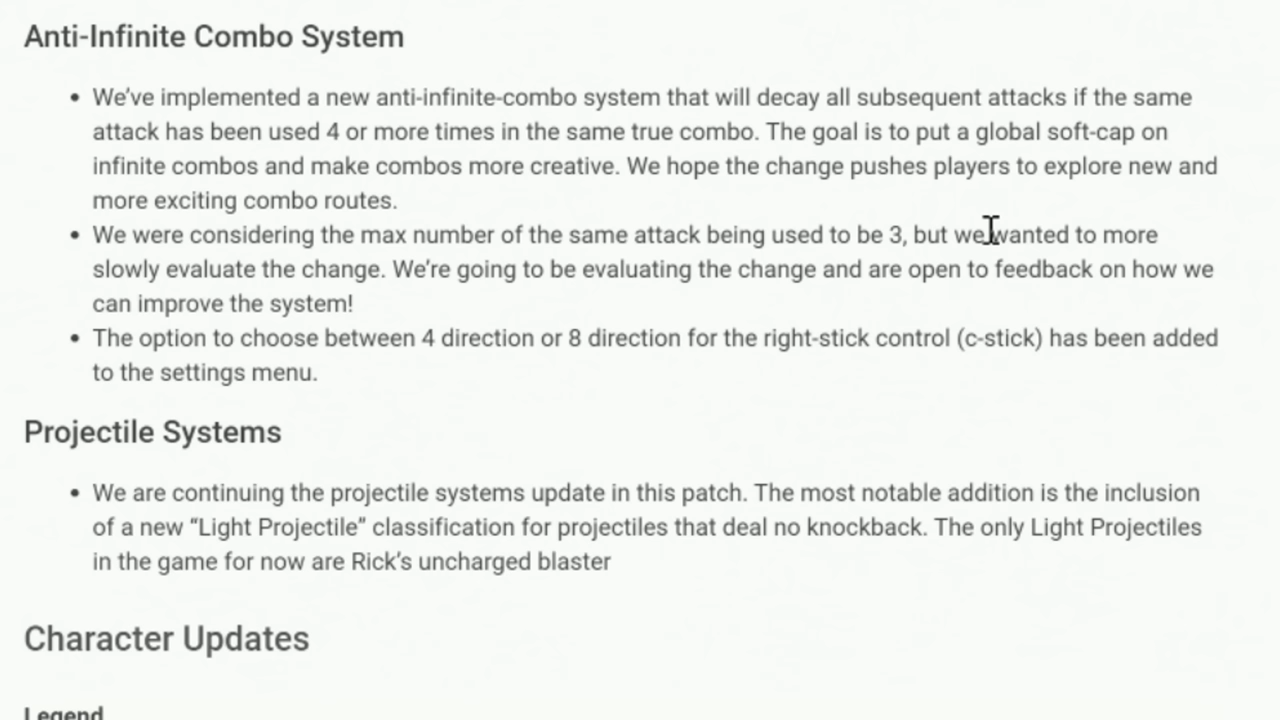 Anti-Infinite Combo System
• We’ve implemented a new anti-infinite-combo system that will decay all subsequent attacks if the same
attack has been used 4 or more times in the same true combo. The goal is to put a global soft-cap on
infinite combos and make combos more creative. We hope the change pushes players to explore new and
more exciting combo routes.
• We were considering the max number of the same attack being used to be 3, but we wanted to more
slowly evaluate the change. We’re going to be evaluating the change and are open to feedback on how we
can improve the system!
• The option to choose between 4 direction or 8 direction for the right-stick control (c-stick) has been added
to the settings menu.
Projectile Systems
• We are continuing the projectile systems update in this patch. The most notable addition is the inclusion
of a new “Light Projectile” classification for projectiles that deal no knockback. The only Light Projectiles
in the game for now are Rick’s uncharged blaster
Character Updates
Legend